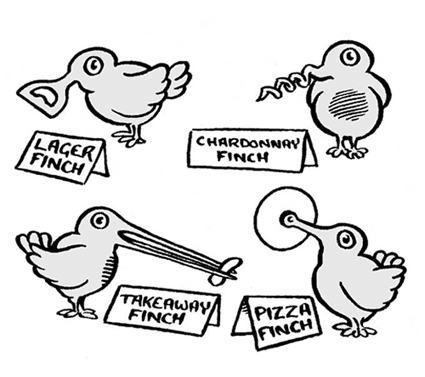 LAGER
FINCH
CHARDONNAY
FINCH
TAKEAWAY
FINCH
PIZZA
FINCH